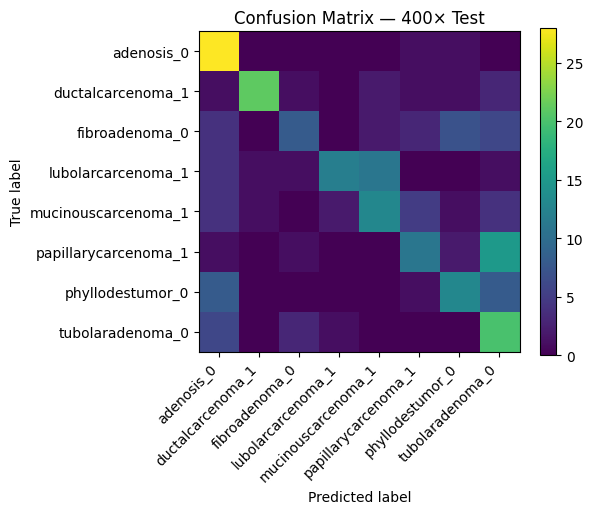 Confusion Matrix — 400× Test
True label
adenosis_0
ductalcarcenoma_1
fibroadenoma_0
lubolarcarcenoma_1
mucinouscarcenoma_1
papillarycarcenoma_1
phyllodestumor_0
tubolaradenoma_0
adenosis_0
ductalcarcenoma_1
fibroadenoma_0
lubolarcarcenoma_1
mucinouscarcenoma_1
papillarycarcenoma_1
phyllodestumor_0
tubolaradenoma_0
Predicted label
25
20
15
10
5
0